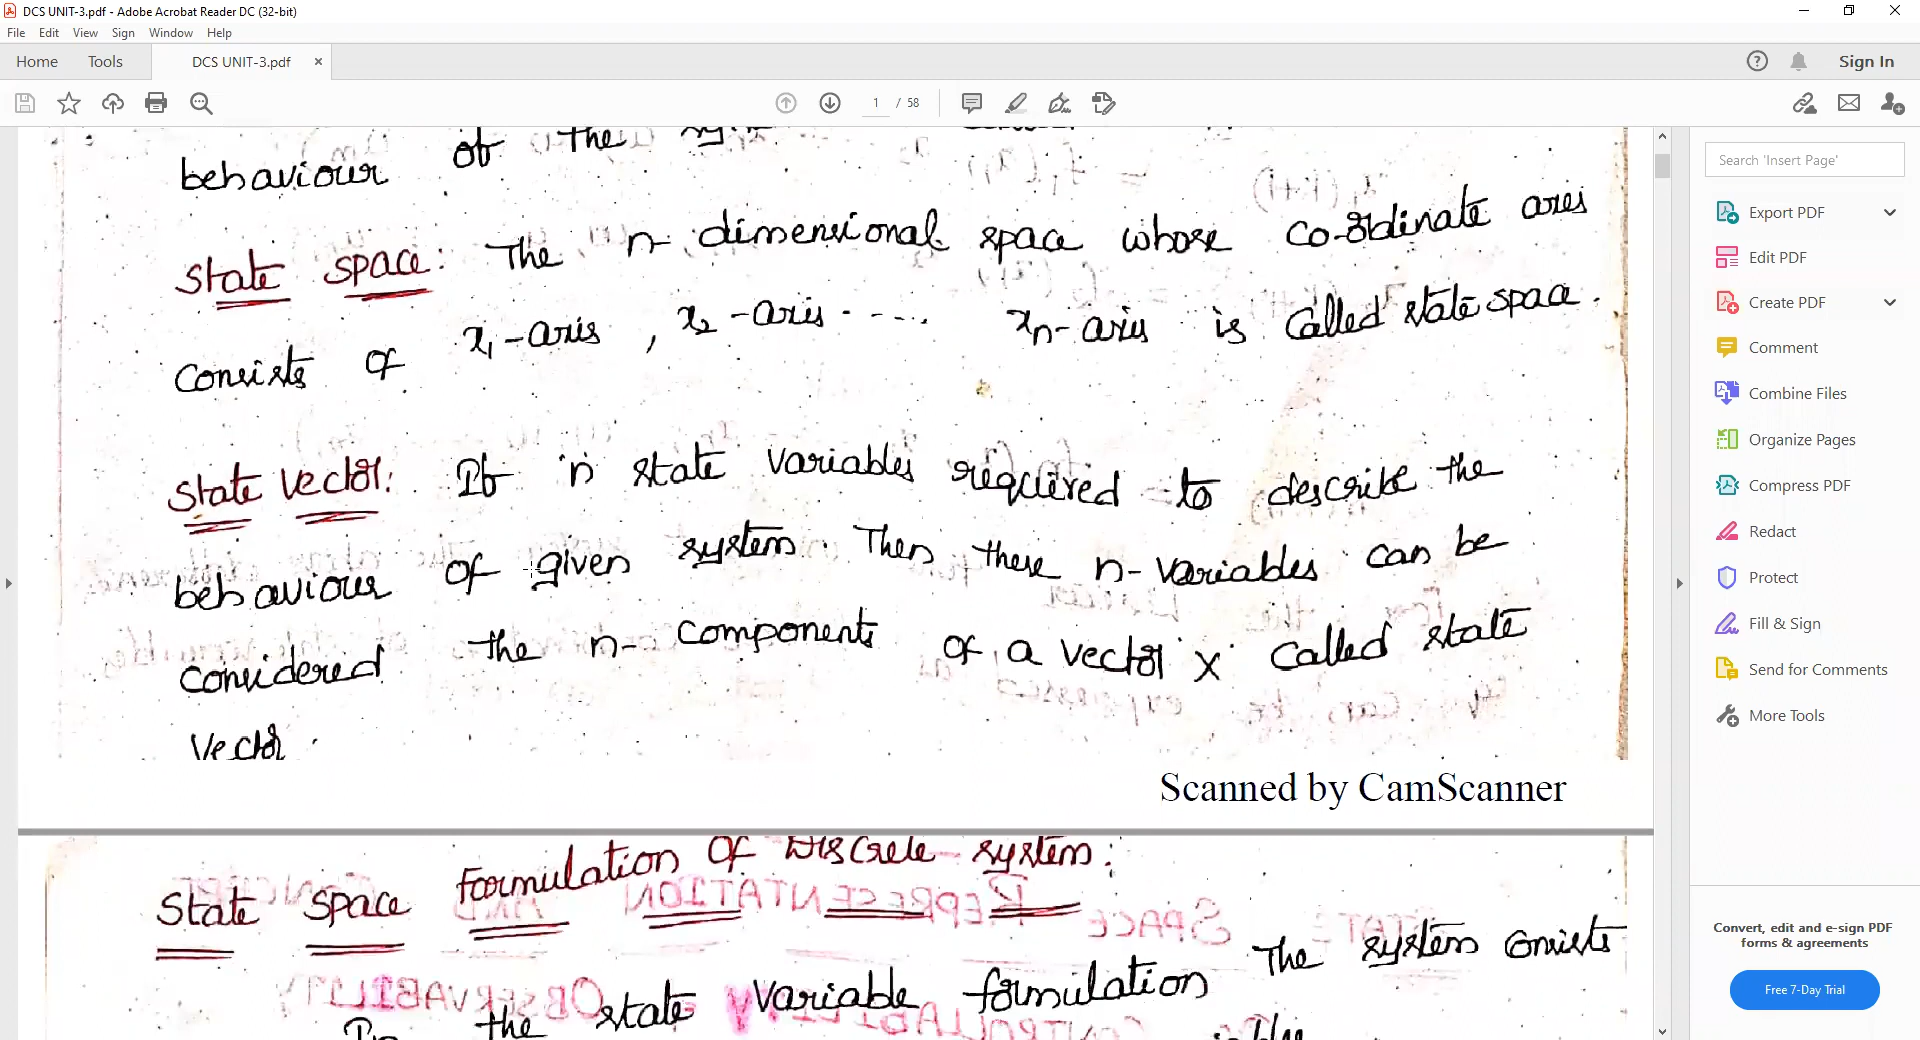 DCS UNIT-3.pdf - Adobe Acrobat Reader DC (32-bit)
File Edit View Sign Window Help
Home Tools DCS UNIT-3.pdf × Sign In
1 / 58
behaviour of the
State space: The n-dimensional space whose co-ordinate axis
consists of x1-axis, x2-axis ..... xn-axis is called state space.
State Vector: If 'n' state variables required to describe the
behaviour of given system. Then these n-variables can be
considered the n-components of a vector 'x' called state
Vector.
Scanned by CamScanner
State Space Formulation Of Discrete-system:
In the state variable formulation The system consists
Search 'Insert Page'
Export PDF
Edit PDF
Create PDF
Comment
Combine Files
Organize Pages
Compress PDF
Redact
Protect
Fill & Sign
Send for Comments
More Tools
Convert, edit and e-sign PDF
forms & agreements
Free 7-Day Trial